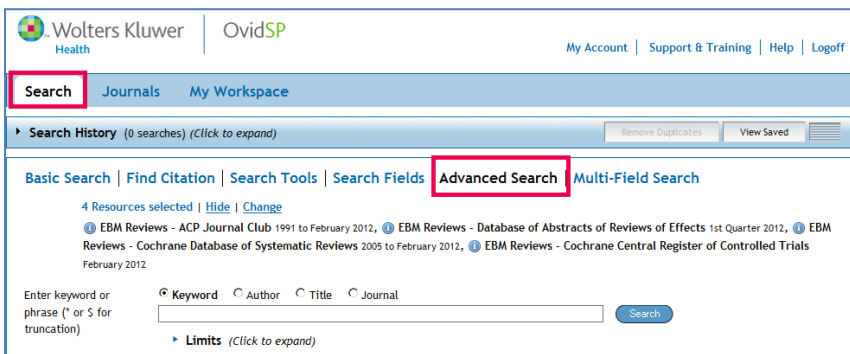 Wolters Kluwer OvidSP
Health
My Account | Support & Training | Help | Logoff
Search Journals My Workspace
Search History (0 searches) (Click to expand) Remove Duplicates View Saved
Basic Search | Find Citation | Search Tools | Search Fields | Advanced Search | Multi-Field Search
4 Resources selected | Hide | Change
EBM Reviews - ACP Journal Club 1991 to February 2012, EBM Reviews - Database of Abstracts of Reviews of Effects 1st Quarter 2012, EBM
Reviews - Cochrane Database of Systematic Reviews 2005 to February 2012, EBM Reviews - Cochrane Central Register of Controlled Trials
February 2012
Enter keyword or
phrase (* or $ for
truncation)
Keyword Author Title Journal
Search
Limits (Click to expand)